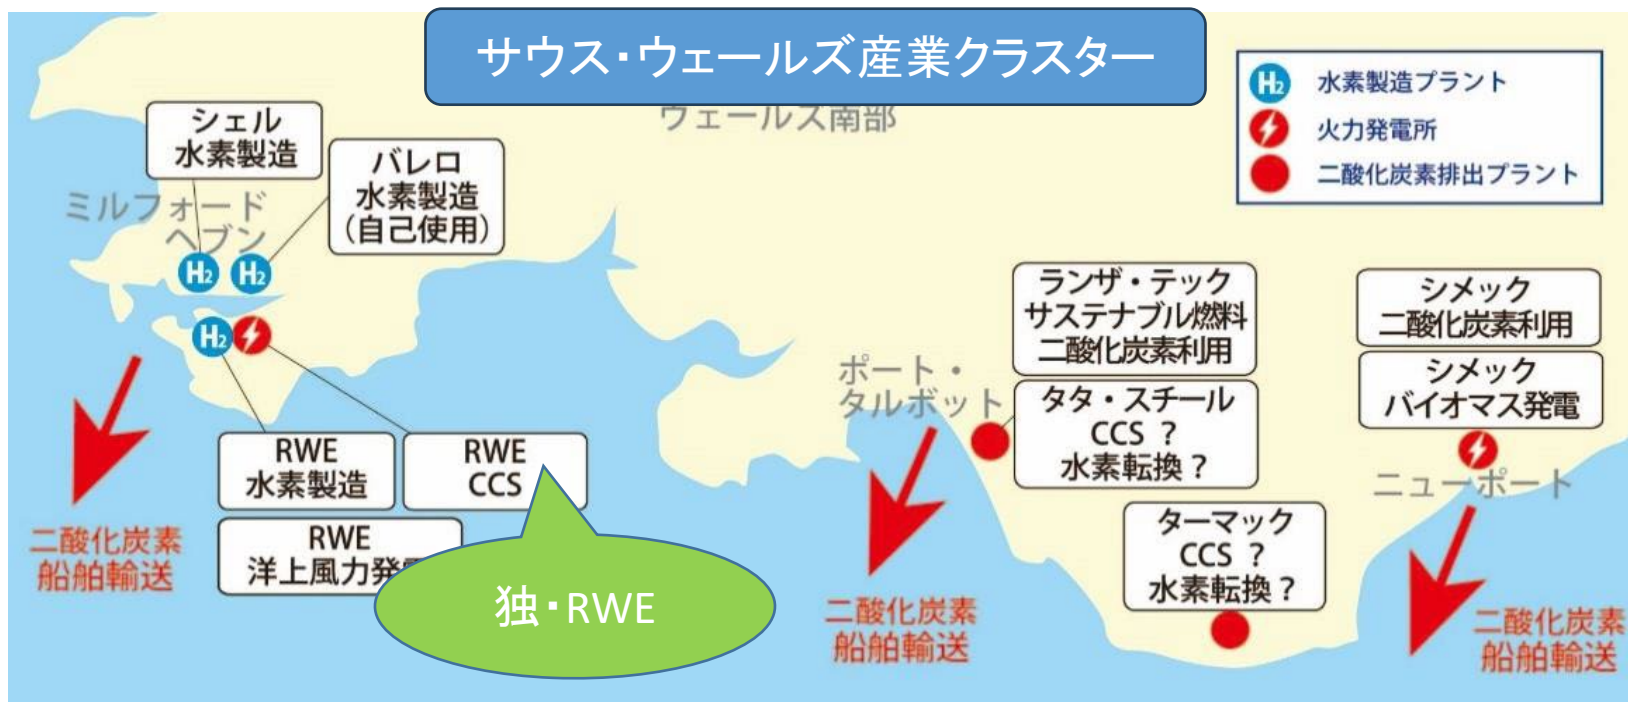 サウス・ウェールズ産業クラスター
ウェールズ南部
H2 水素製造プラント
火力発電所
二酸化炭素排出プラント
シェル
水素製造
バレロ
水素製造
(自己使用)
ミルフォード
ヘブン
H2
H2
H2
RWE
水素製造
RWE
CCS
RWE
洋上風力発電
独・RWE
二酸化炭素
船舶輸送
ポート・
タルボット
ランザ・テック
サステナブル燃料
二酸化炭素利用
タタ・スチール
CCS ?
水素転換?
ターマック
CCS ?
水素転換?
二酸化炭素
船舶輸送
シメック
二酸化炭素利用
シメック
バイオマス発電
ニューポート
二酸化炭素
船舶輸送